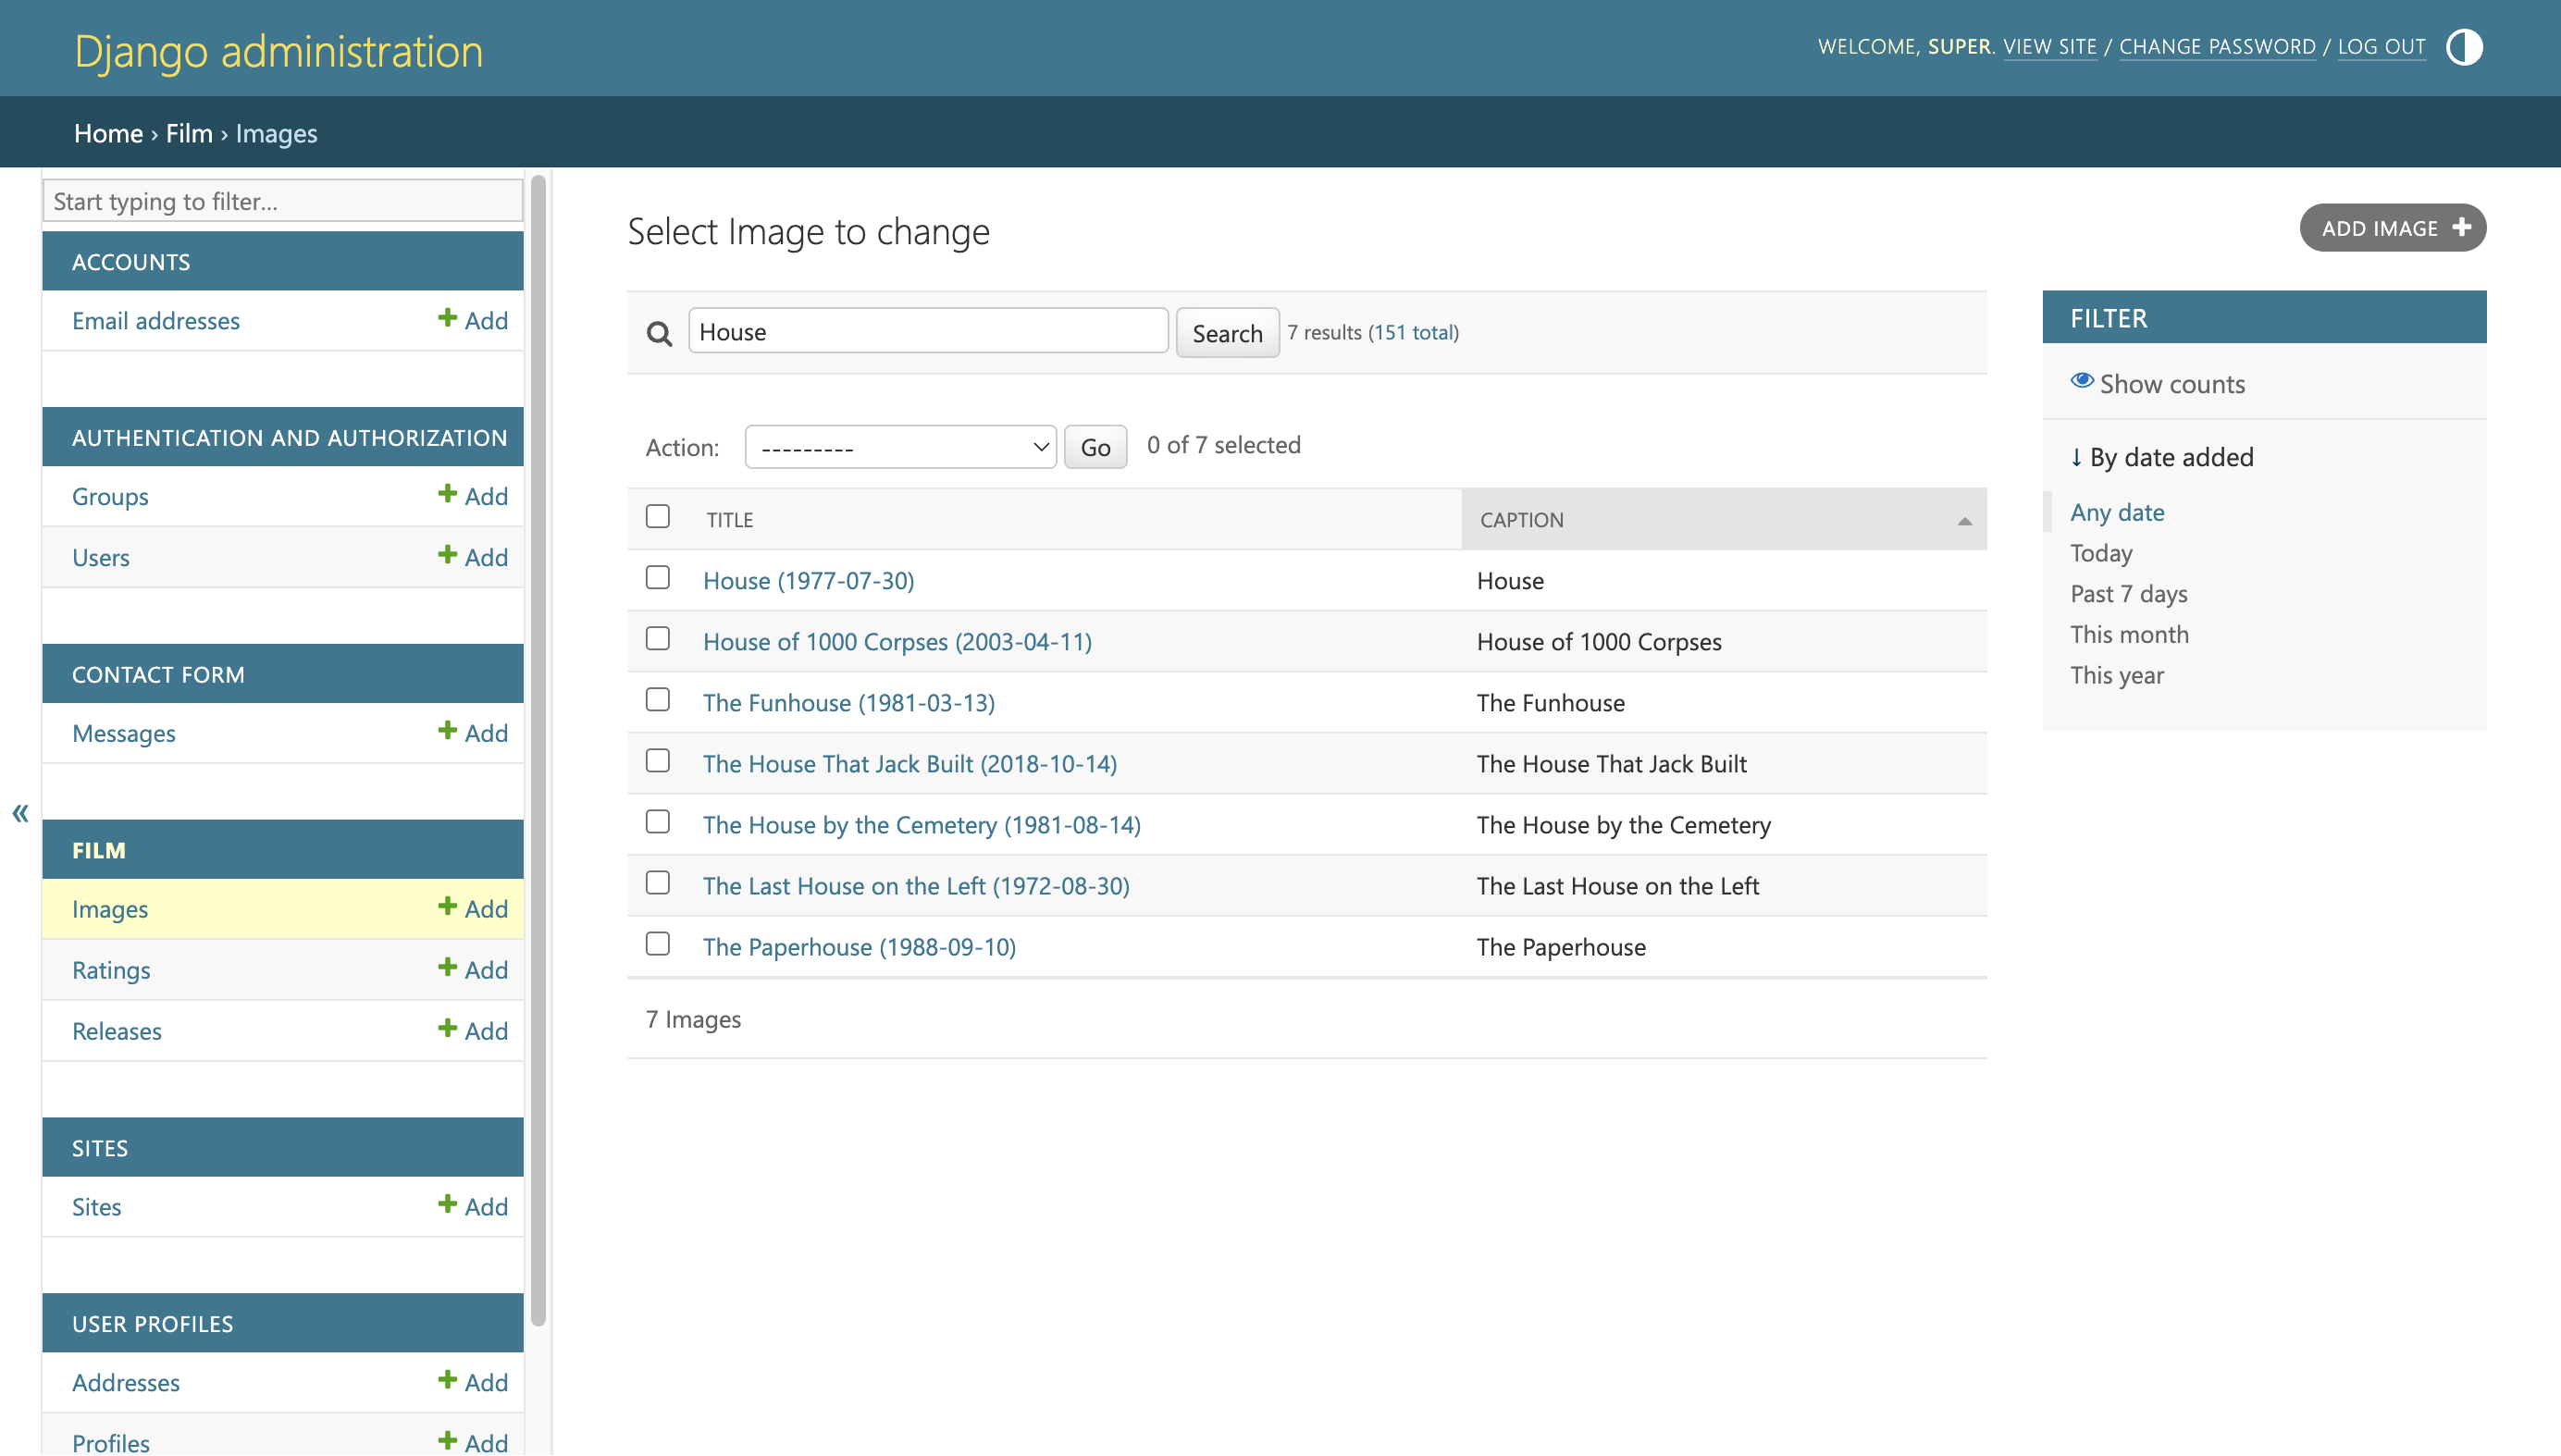 Django administration
WELCOME, SUPER. VIEW SITE / CHANGE PASSWORD / LOG OUT
Home › Film › Images
Start typing to filter...
ACCOUNTS
Email addresses Add
AUTHENTICATION AND AUTHORIZATION
Groups Add
Users Add
CONTACT FORM
Messages Add
«
FILM
Images Add
Ratings Add
Releases Add
SITES
Sites Add
USER PROFILES
Addresses Add
Profiles Add
Select Image to change
ADD IMAGE
House Search 7 results (151 total)
Action: --------- Go 0 of 7 selected
TITLE CAPTION
House (1977-07-30) House
House of 1000 Corpses (2003-04-11) House of 1000 Corpses
The Funhouse (1981-03-13) The Funhouse
The House That Jack Built (2018-10-14) The House That Jack Built
The House by the Cemetery (1981-08-14) The House by the Cemetery
The Last House on the Left (1972-08-30) The Last House on the Left
The Paperhouse (1988-09-10) The Paperhouse
7 Images
FILTER
Show counts
↓ By date added
Any date
Today
Past 7 days
This month
This year